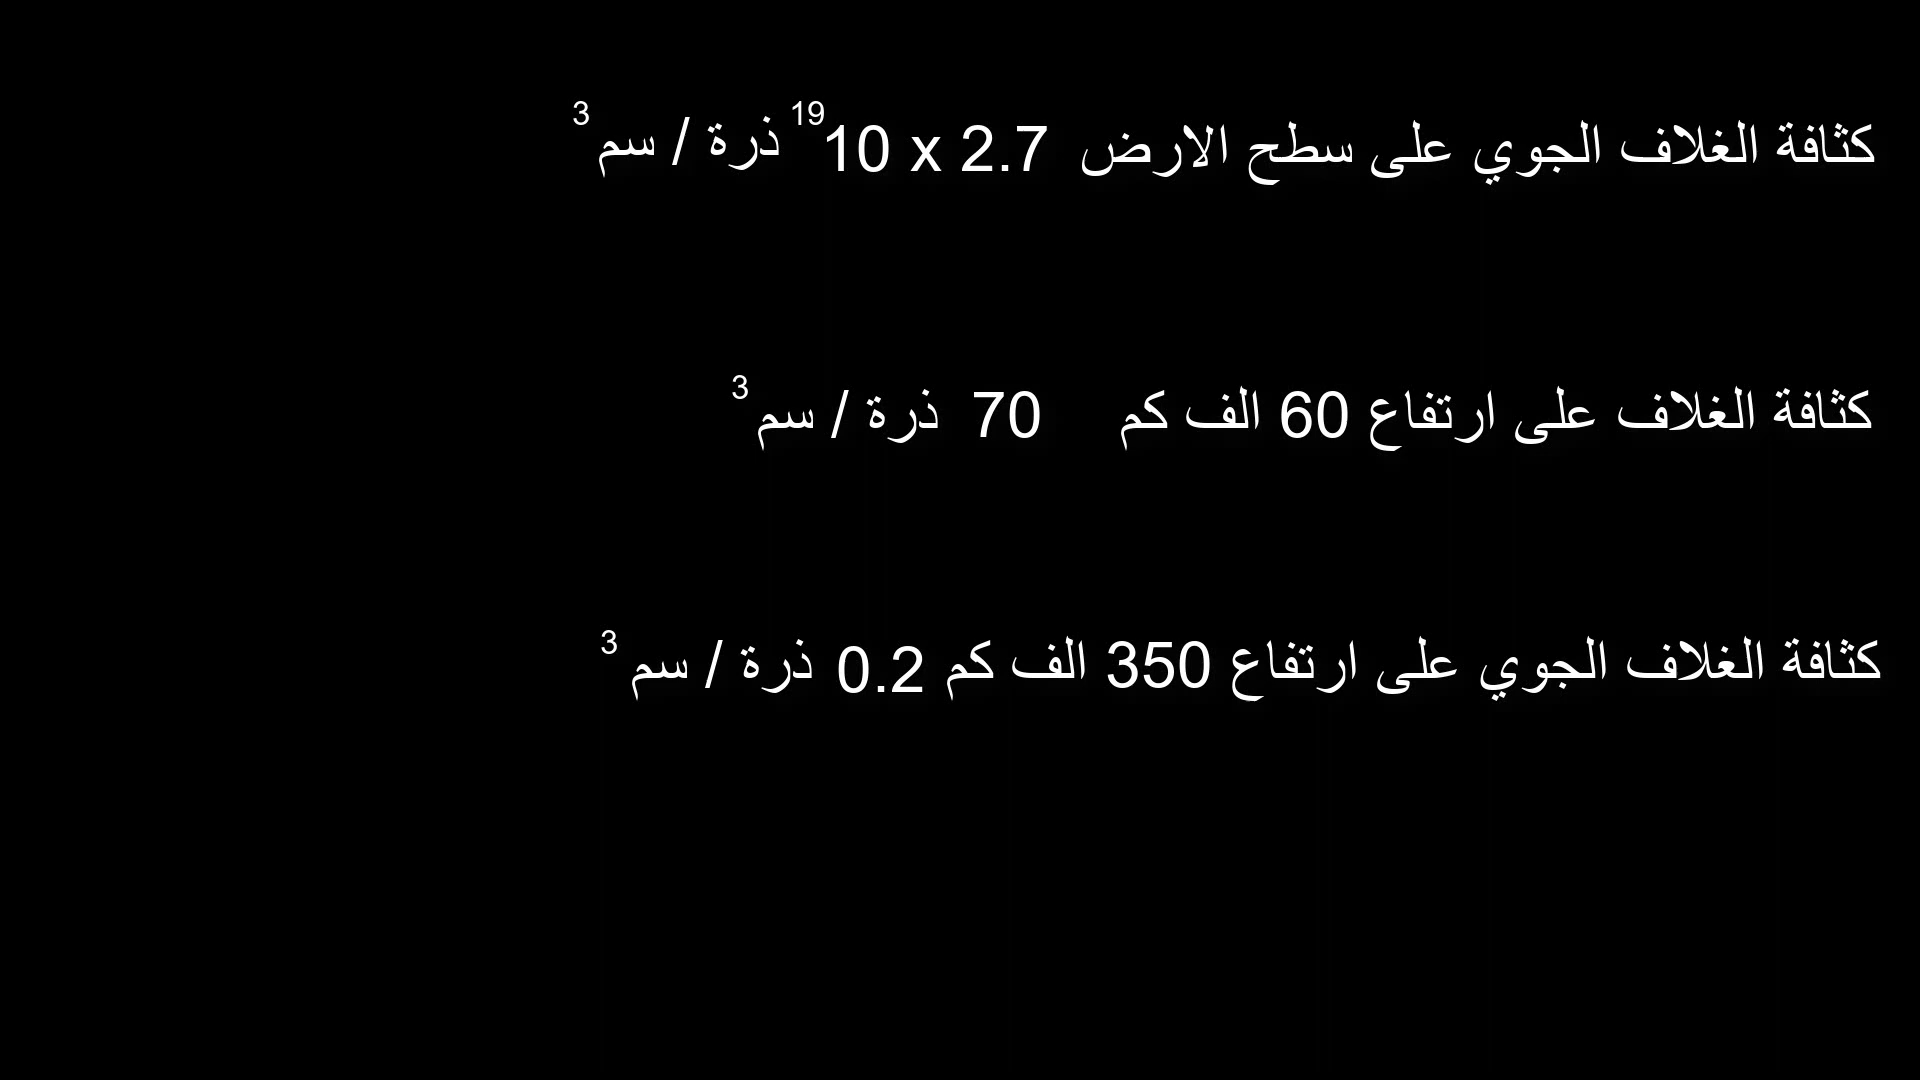 كثافة الغلاف الجوي على سطح الارض 2.7 x 10¹⁹ ذرة / سم³
كثافة الغلاف على ارتفاع 60 الف كم 70 ذرة / سم³
كثافة الغلاف الجوي على ارتفاع 350 الف كم 0.2 ذرة / سم³